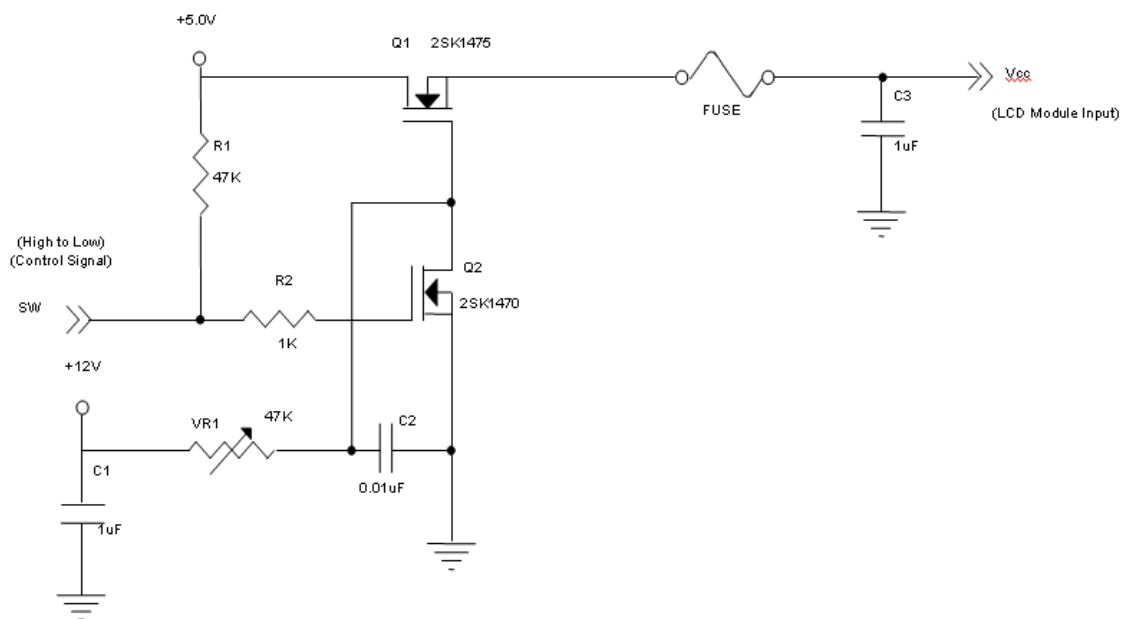 +5.0V
Q1 2SK1475
Vcc
C3
FUSE
(LCD Module Input)
R1
1uF
47K
(High to Low)
(Control Signal)
R2
Q2
SW
2SK1470
1K
+12V
VR1
47K
C2
C1
0.01uF
1uF